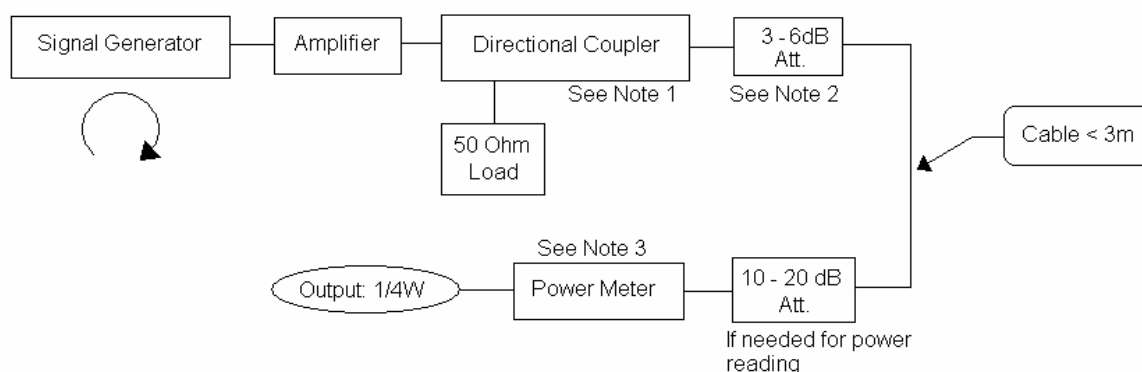 Signal Generator
Amplifier
Directional Coupler
3 - 6dB
Att.
See Note 1
See Note 2
50 Ohm
Load
Cable < 3m
See Note 3
Output: 1/4W
Power Meter
10 - 20 dB
Att.
If needed for power
reading